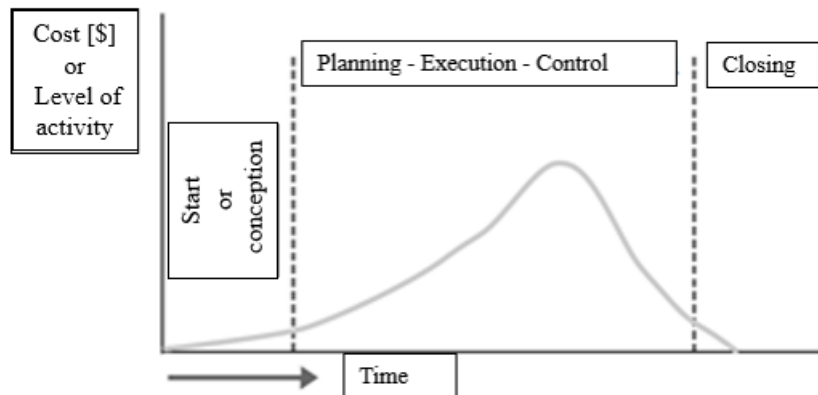 Cost [$]
or
Level of
activity
Planning - Execution - Control
Closing
Start
or
conception
Time